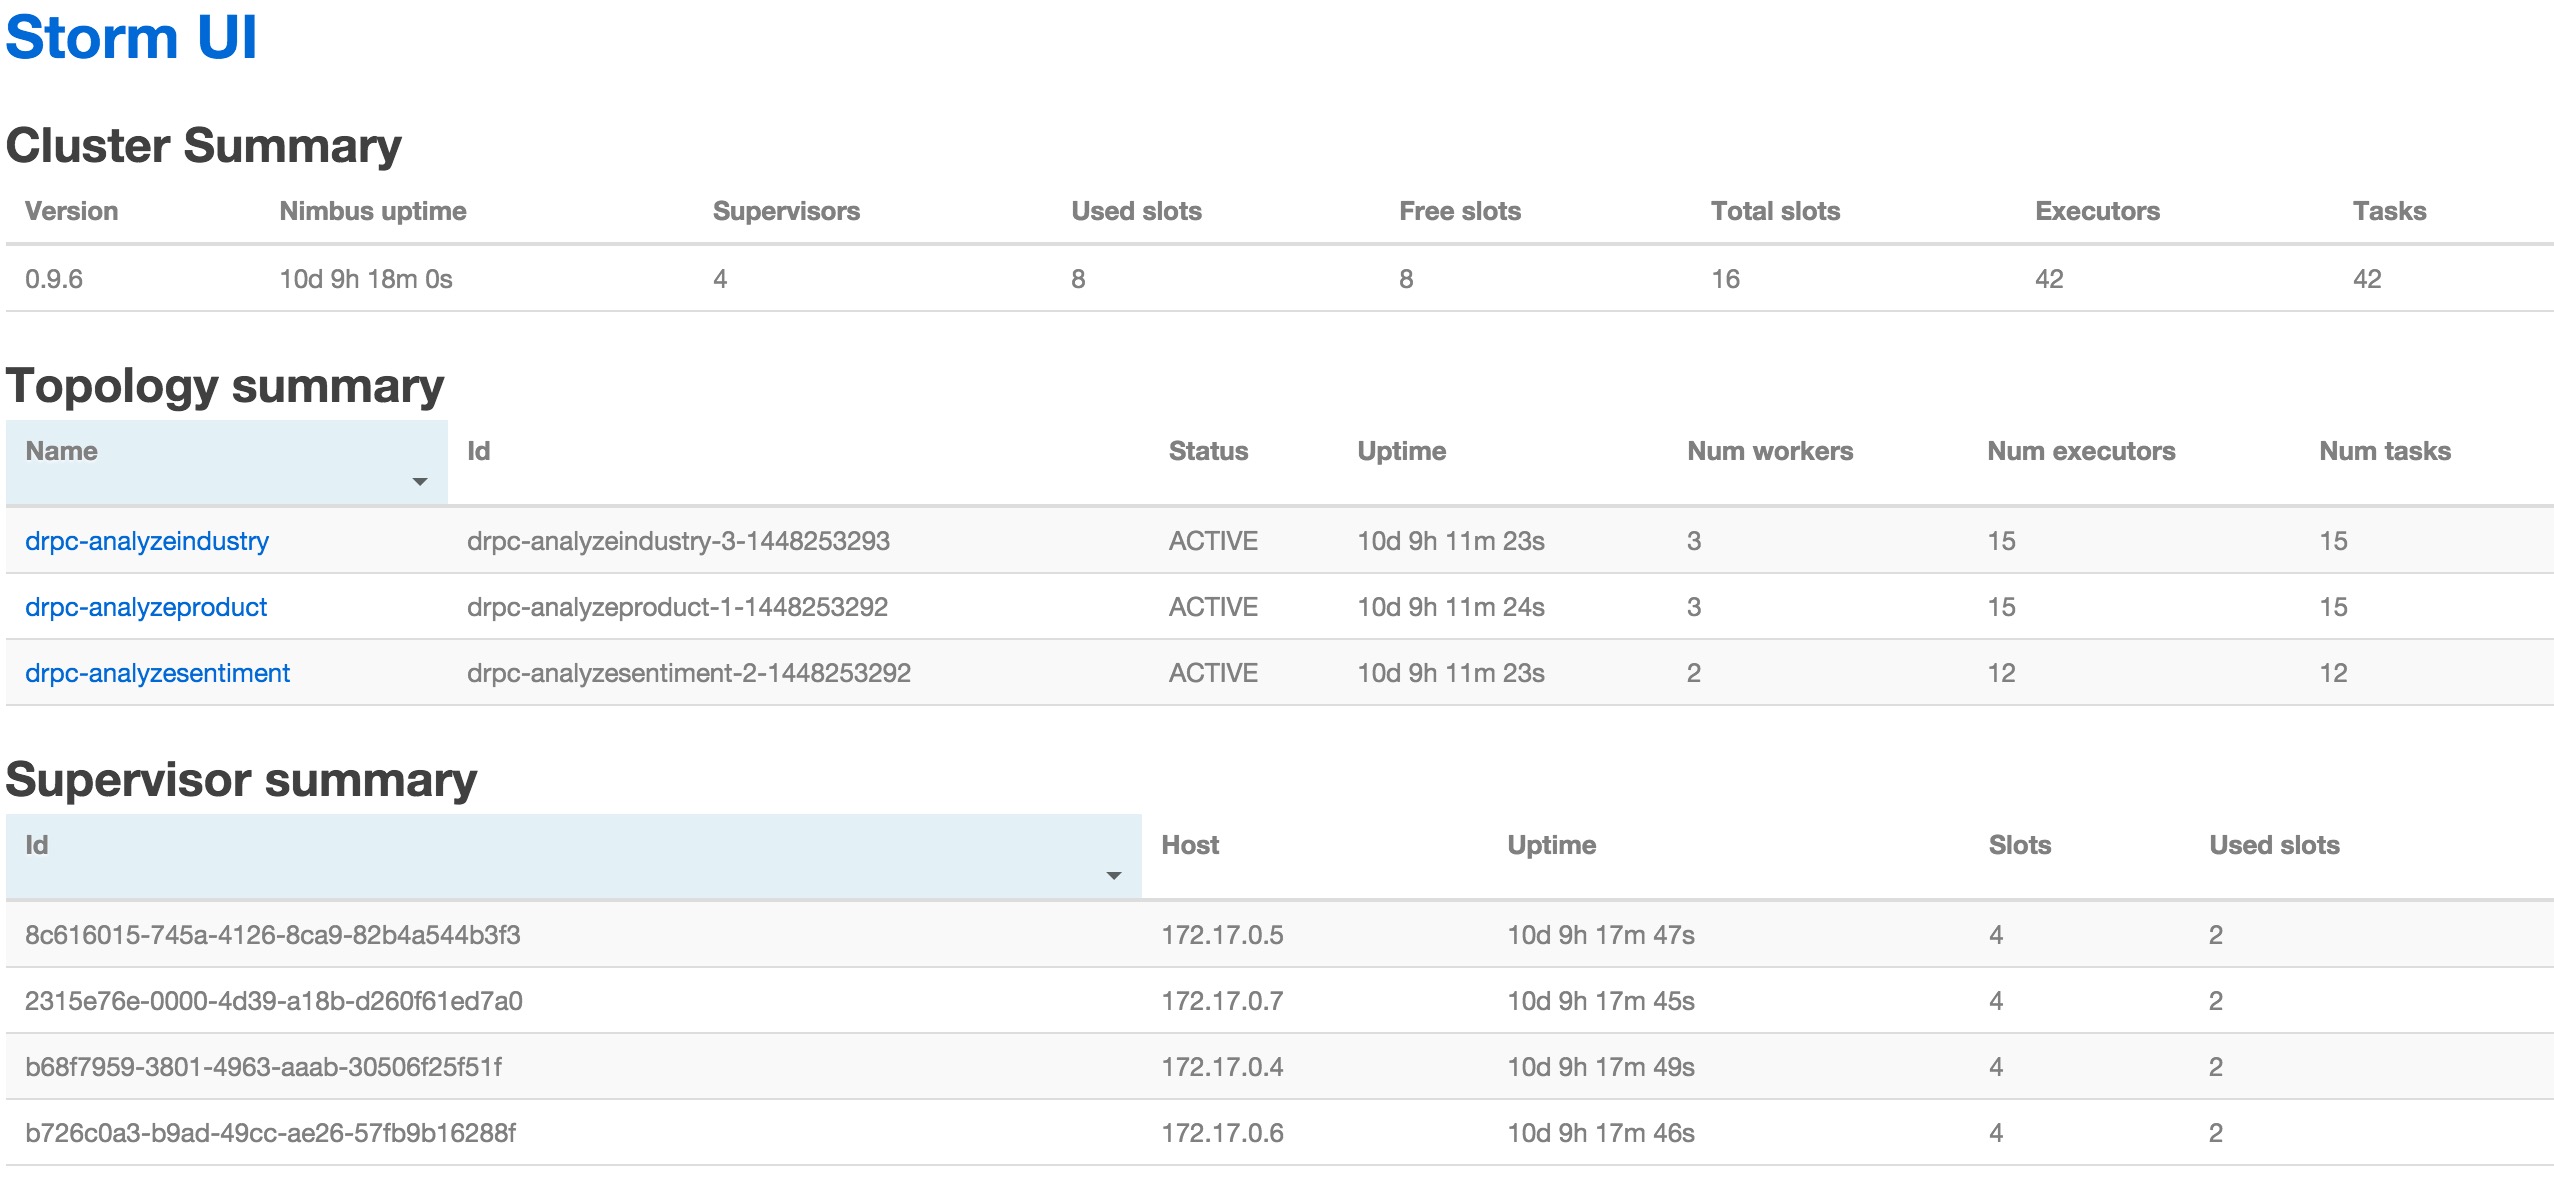 Storm UI
Cluster Summary
Version Nimbus uptime Supervisors Used slots Free slots Total slots Executors Tasks
0.9.6 10d 9h 18m 0s 4 8 8 16 42 42
Topology summary
Name Id Status Uptime Num workers Num executors Num tasks
drpc-analyzeindustry drpc-analyzeindustry-3-1448253293 ACTIVE 10d 9h 11m 23s 3 15 15
drpc-analyzeproduct drpc-analyzeproduct-1-1448253292 ACTIVE 10d 9h 11m 24s 3 15 15
drpc-analyzesentiment drpc-analyzesentiment-2-1448253292 ACTIVE 10d 9h 11m 23s 2 12 12
Supervisor summary
Id Host Uptime Slots Used slots
8c616015-745a-4126-8ca9-82b4a544b3f3 172.17.0.5 10d 9h 17m 47s 4 2
2315e76e-0000-4d39-a18b-d260f61ed7a0 172.17.0.7 10d 9h 17m 45s 4 2
b68f7959-3801-4963-aaab-30506f25f51f 172.17.0.4 10d 9h 17m 49s 4 2
b726c0a3-b9ad-49cc-ae26-57fb9b16288f 172.17.0.6 10d 9h 17m 46s 4 2